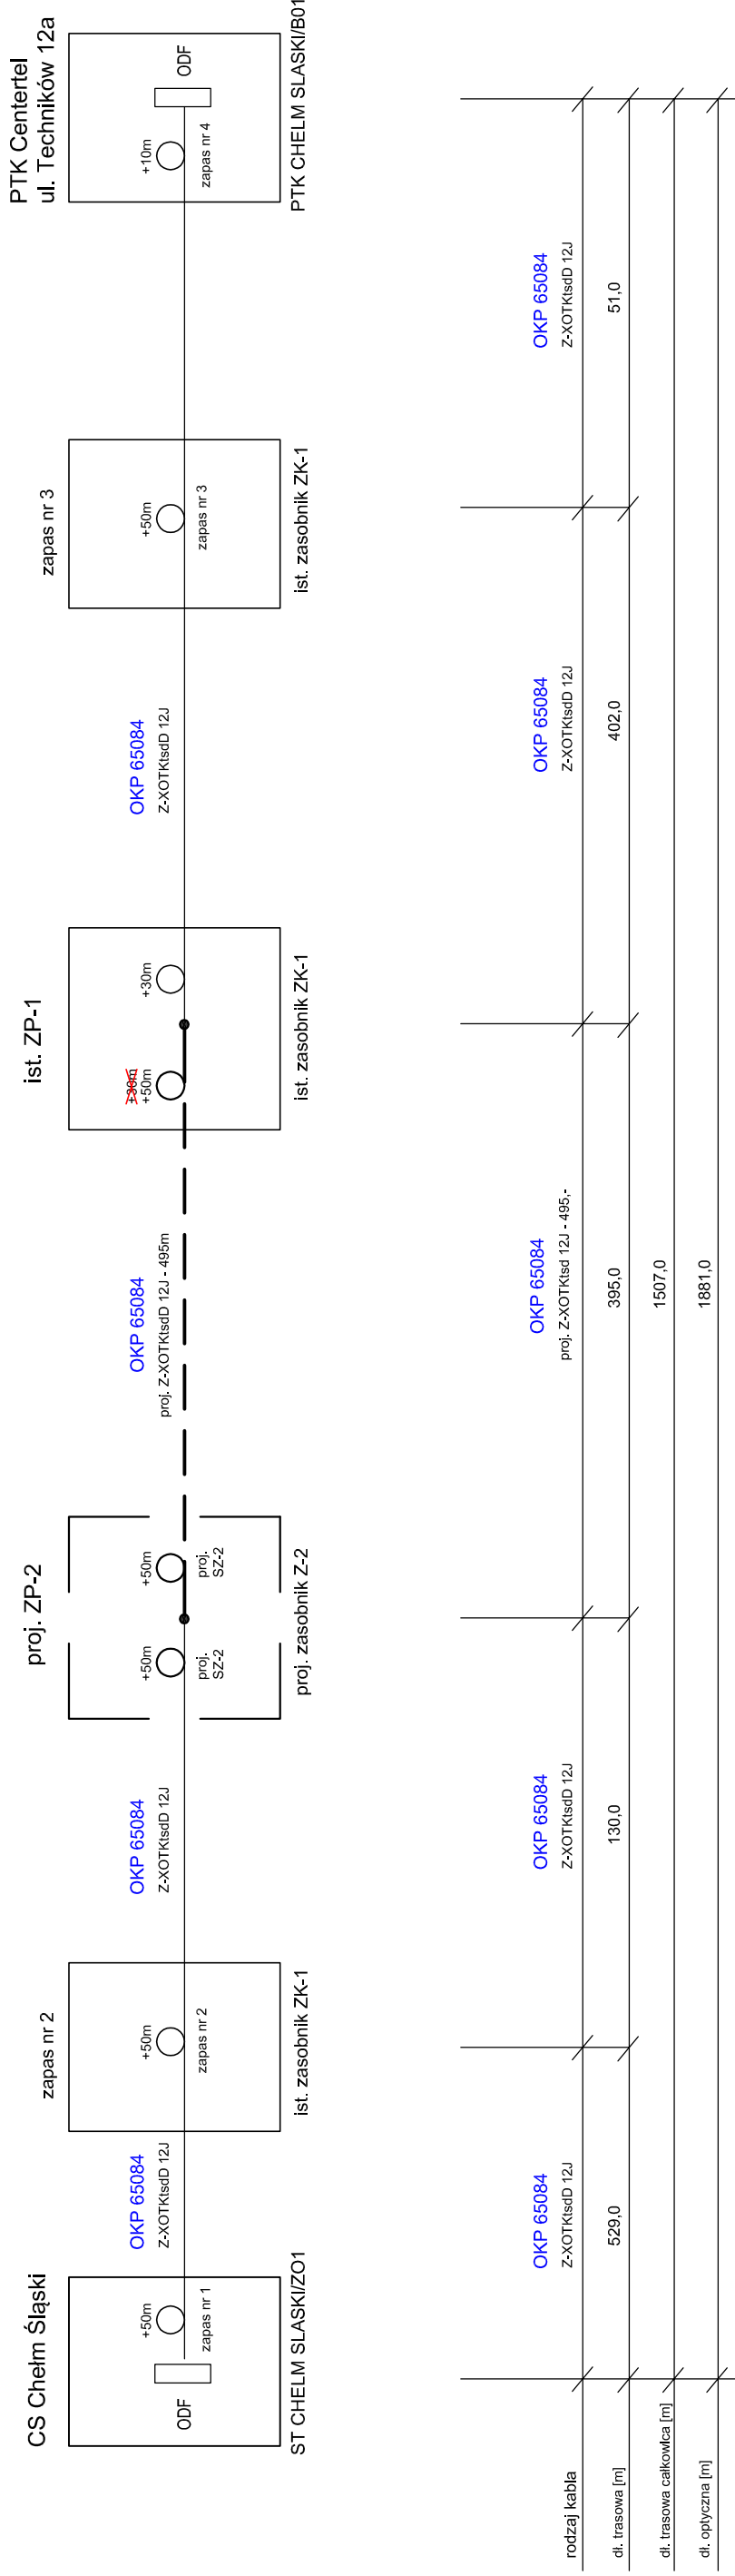 CS Chełm Śląski
ODF
+50m
zapas nr 1
ST CHELM SLASKI/ZO1
OKP 65084
Z-XOTKtsdD 12J
zapas nr 2
+50m
zapas nr 2
ist. zasobnik ZK-1
OKP 65084
Z-XOTKtsdD 12J
proj. ZP-2
+50m
proj.
SZ-2
+50m
proj.
SZ-2
proj. zasobnik Z-2
OKP 65084
proj. Z-XOTKtsdD 12J - 495m
ist. ZP-1
+30m
+50m
+30m
ist. zasobnik ZK-1
OKP 65084
Z-XOTKtsdD 12J
zapas nr 3
+50m
zapas nr 3
ist. zasobnik ZK-1
PTK Centertel
ul. Techników 12a
+10m
zapas nr 4
ODF
PTK CHELM SLASKI/B01
rodzaj kabla
OKP 65084
Z-XOTKtsdD 12J
OKP 65084
Z-XOTKtsdD 12J
OKP 65084
proj. Z-XOTKtsd 12J - 495,-
OKP 65084
Z-XOTKtsdD 12J
OKP 65084
Z-XOTKtsdD 12J
dł. trasowa [m]
529,0
130,0
395,0
402,0
51,0
dł. trasowa całkowica [m]
1507,0
dł. optyczna [m]
1881,0